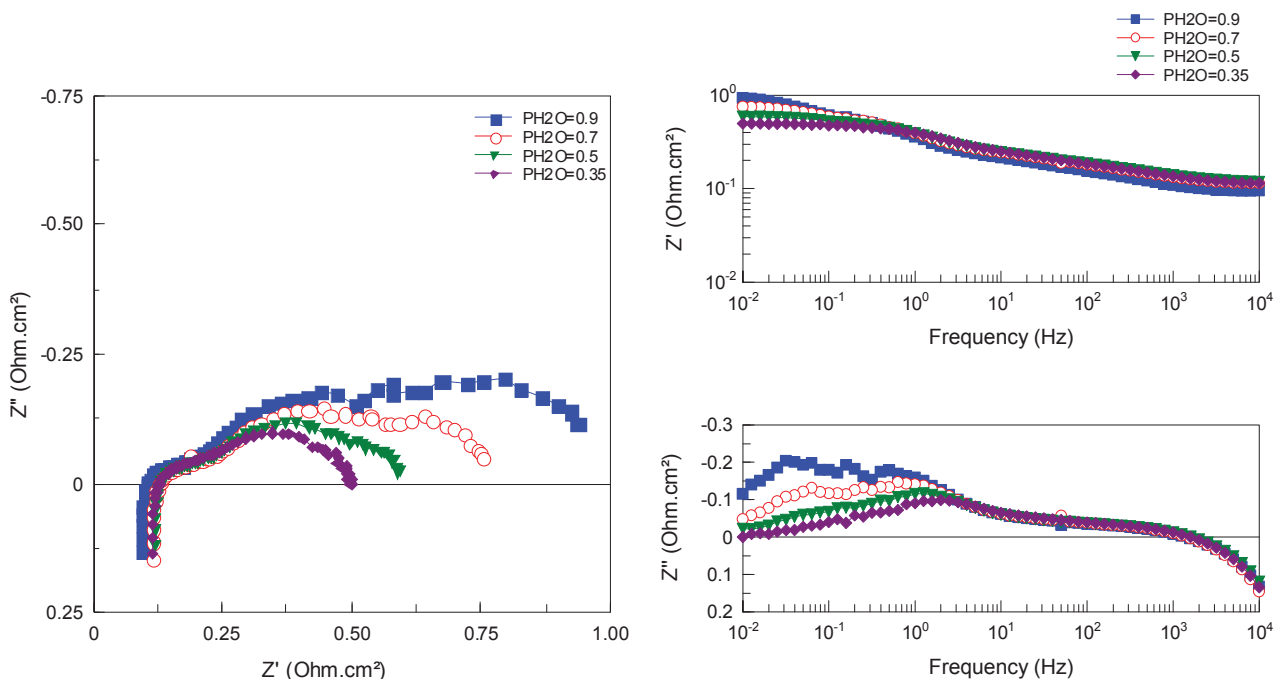 -0.75
-0.50
-0.25
0
0.25
0
0.25
0.50
0.75
1.00
Z" (Ohm.cm²)
Z' (Ohm.cm²)
PH2O=0.9
PH2O=0.7
PH2O=0.5
PH2O=0.35
PH2O=0.9
PH2O=0.7
PH2O=0.5
PH2O=0.35
10⁰
10⁻¹
10⁻²
Z' (Ohm.cm²)
10⁻² 10⁻¹ 10⁰ 10¹ 10² 10³ 10⁴
Frequency (Hz)
-0.3
-0.2
-0.1
0
0.1
0.2
Z" (Ohm.cm²)
10⁻² 10⁻¹ 10⁰ 10¹ 10² 10³ 10⁴
Frequency (Hz)